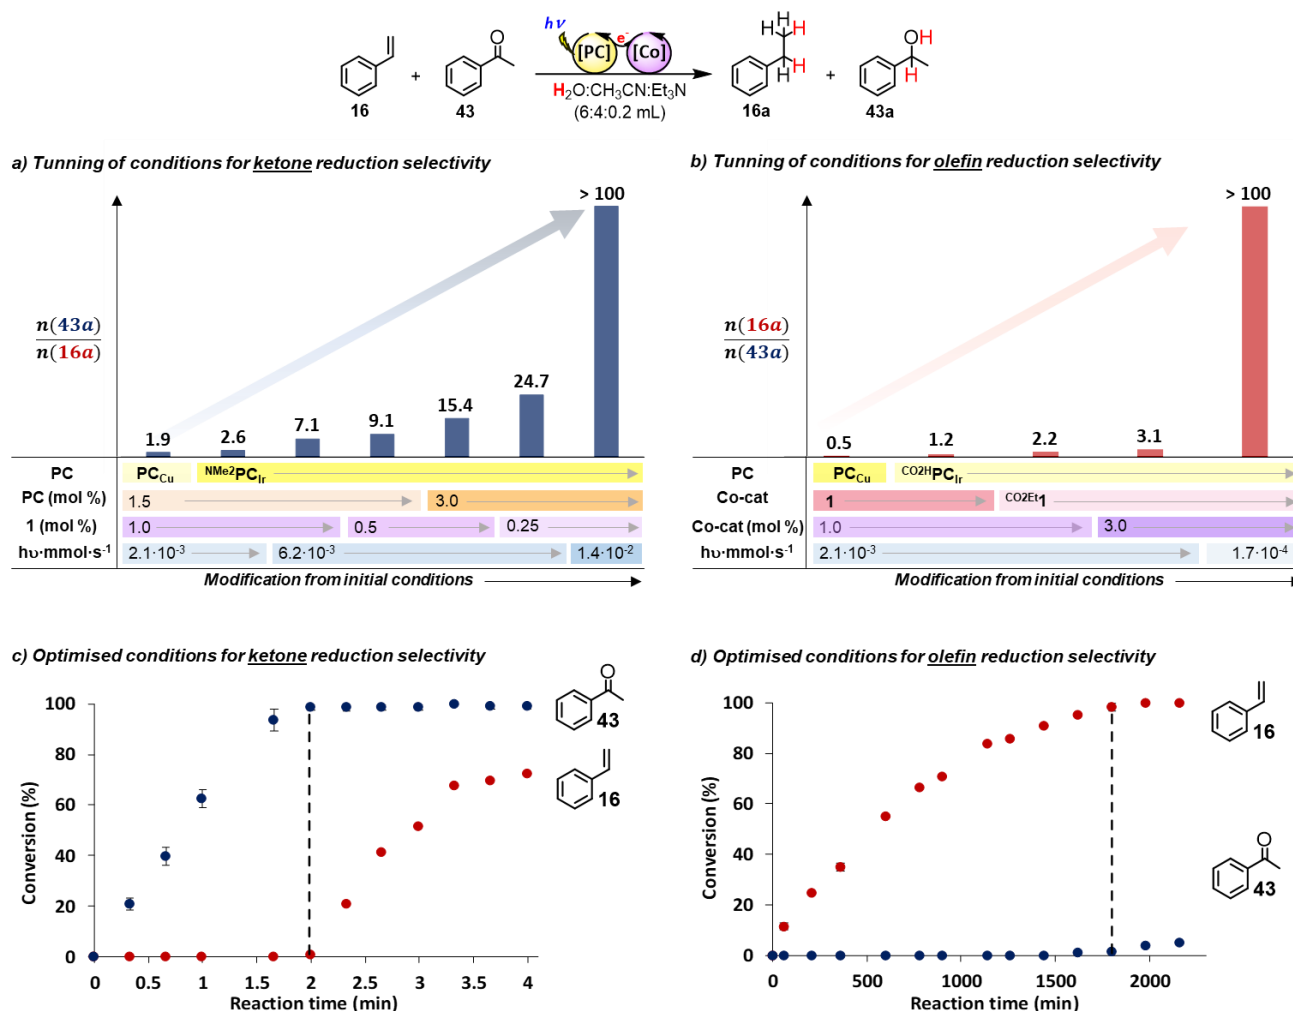 hν
[PC] e- [Co]
16 + 43
H2O:CH3CN:Et3N
(6:4:0.2 mL)
H
H H
H
H
16a
+
OH
H
43a
O
a) Tunning of conditions for ketone reduction selectivity
n(43a)
n(16a)
1.9
2.6
7.1
9.1
15.4
24.7
> 100
PC PCCu NMe2PCIr
PC (mol %) 1.5 3.0
1 (mol %) 1.0 0.5 0.25
hυ·mmol·s-1 2.1·10-3 6.2·10-3 1.4·10-2
Modification from initial conditions
b) Tunning of conditions for olefin reduction selectivity
n(16a)
n(43a)
0.5
1.2
2.2
3.1
> 100
PC PCCu CO2HPCIr
Co-cat 1 CO2Et1
Co-cat (mol %) 1.0 3.0
hυ·mmol·s-1 2.1·10-3 1.7·10-4
Modification from initial conditions
c) Optimised conditions for ketone reduction selectivity
Conversion (%)
100
80
60
40
20
0
0 0.5 1 1.5 2 2.5 3 3.5 4
Reaction time (min)
O
43
16
d) Optimised conditions for olefin reduction selectivity
Conversion (%)
100
80
60
40
20
0
0 500 1000 1500 2000
Reaction time (min)
16
O
43